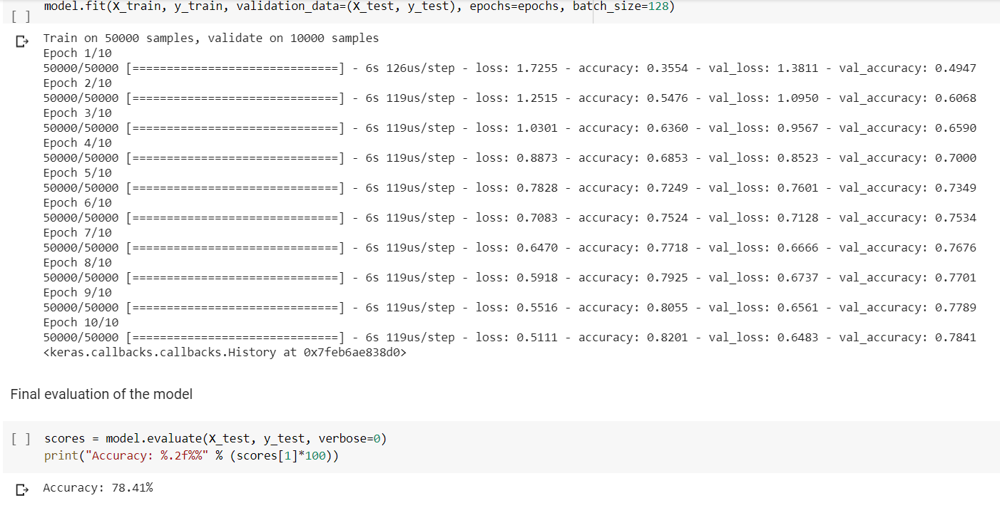 model.fit(X_train, y_train, validation_data=(X_test, y_test), epochs=epochs, batch_size=128)
[ ]
Train on 50000 samples, validate on 10000 samples
Epoch 1/10
50000/50000 [==============================] - 6s 126us/step - loss: 1.7255 - accuracy: 0.3554 - val_loss: 1.3811 - val_accuracy: 0.4947
Epoch 2/10
50000/50000 [==============================] - 6s 119us/step - loss: 1.2515 - accuracy: 0.5476 - val_loss: 1.0950 - val_accuracy: 0.6068
Epoch 3/10
50000/50000 [==============================] - 6s 119us/step - loss: 1.0301 - accuracy: 0.6360 - val_loss: 0.9567 - val_accuracy: 0.6590
Epoch 4/10
50000/50000 [==============================] - 6s 119us/step - loss: 0.8873 - accuracy: 0.6853 - val_loss: 0.8523 - val_accuracy: 0.7000
Epoch 5/10
50000/50000 [==============================] - 6s 119us/step - loss: 0.7828 - accuracy: 0.7249 - val_loss: 0.7601 - val_accuracy: 0.7349
Epoch 6/10
50000/50000 [==============================] - 6s 119us/step - loss: 0.7083 - accuracy: 0.7524 - val_loss: 0.7128 - val_accuracy: 0.7534
Epoch 7/10
50000/50000 [==============================] - 6s 119us/step - loss: 0.6470 - accuracy: 0.7718 - val_loss: 0.6666 - val_accuracy: 0.7676
Epoch 8/10
50000/50000 [==============================] - 6s 119us/step - loss: 0.5918 - accuracy: 0.7925 - val_loss: 0.6737 - val_accuracy: 0.7701
Epoch 9/10
50000/50000 [==============================] - 6s 119us/step - loss: 0.5516 - accuracy: 0.8055 - val_loss: 0.6561 - val_accuracy: 0.7789
Epoch 10/10
50000/50000 [==============================] - 6s 119us/step - loss: 0.5111 - accuracy: 0.8201 - val_loss: 0.6483 - val_accuracy: 0.7841
<keras.callbacks.callbacks.History at 0x7feb6ae838d0>
Final evaluation of the model
[ ] scores = model.evaluate(X_test, y_test, verbose=0)
print("Accuracy: %.2f%%" % (scores[1]*100))
Accuracy: 78.41%